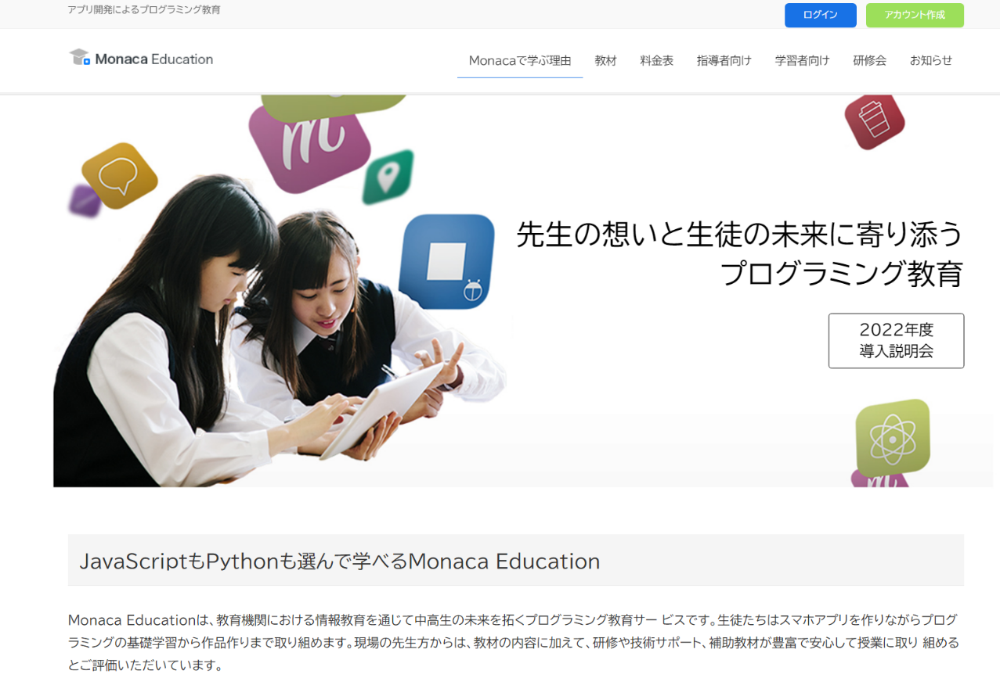 アプリ開発によるプログラミング教育
ログイン
アカウント作成
Monaca Education
Monacaで学ぶ理由
教材
料金表
指導者向け
学習者向け
研修会
お知らせ
m
先生の想いと生徒の未来に寄り添う
プログラミング教育
2022年度
導入説明会
m
JavaScriptもPythonも選んで学べるMonaca Education
Monaca Educationは、教育機関における情報教育を通じて中高生の未来を拓くプログラミング教育サー ビスです。生徒たちはスマホアプリを作りながらプログ
ラミングの基礎学習から作品作りまで取り組めます。現場の先生方からは、教材の内容に加えて、研修や技術サポート、補助教材が豊富で安心して授業に取り 組める
とご評価いただいています。